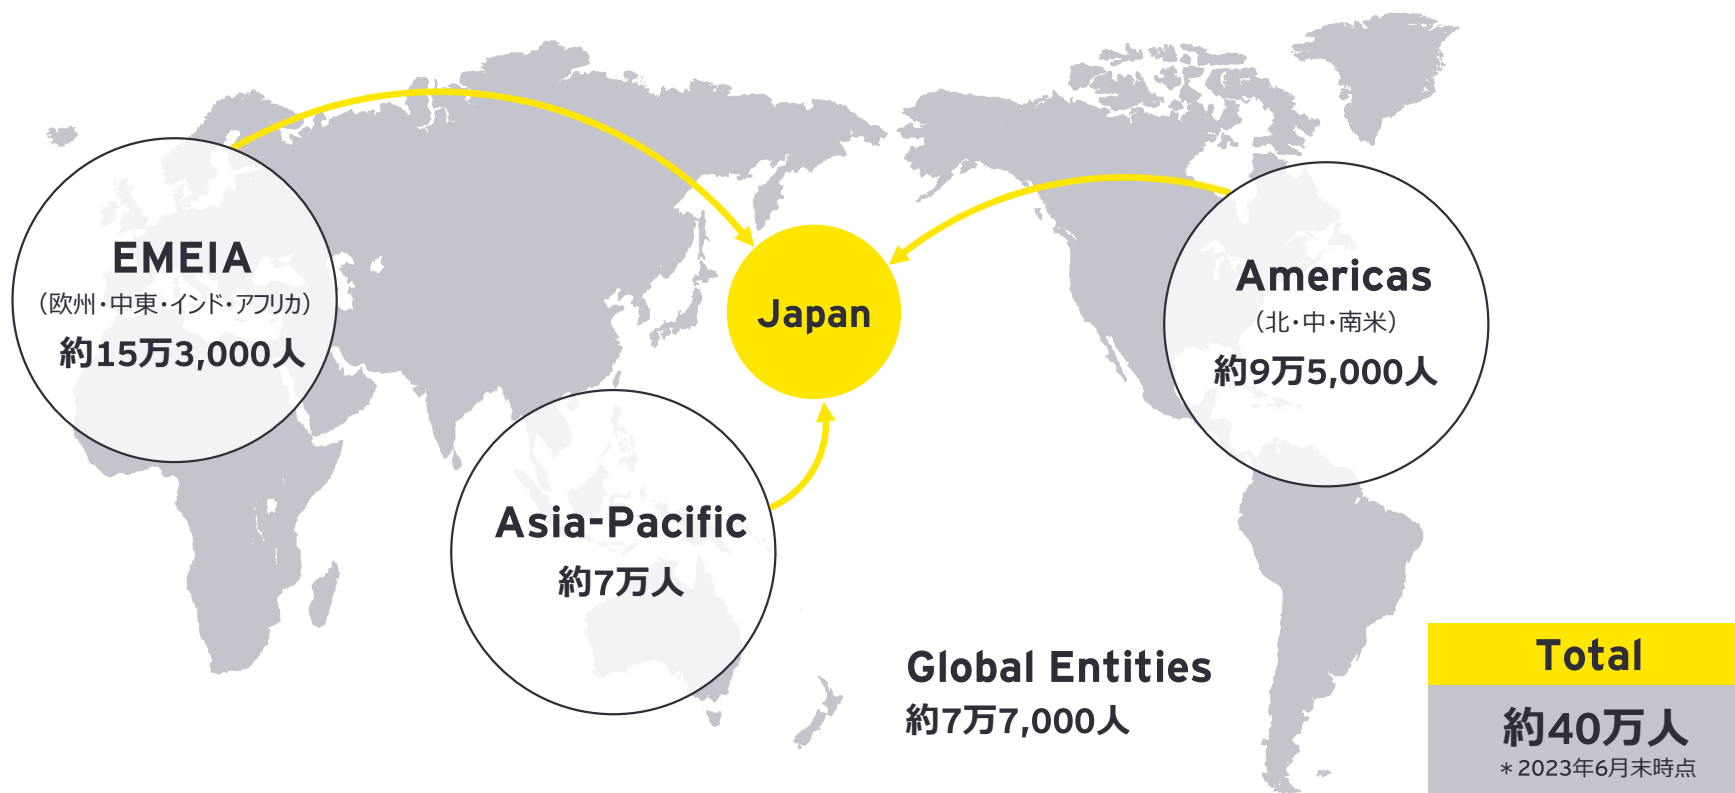 EMEIA
（欧州・中東・インド・アフリカ）
約15万3,000人
Japan
Americas
（北・中・南米）
約9万5,000人
Asia-Pacific
約7万人
Global Entities
約7万7,000人
Total
約40万人
＊2023年6月末時点